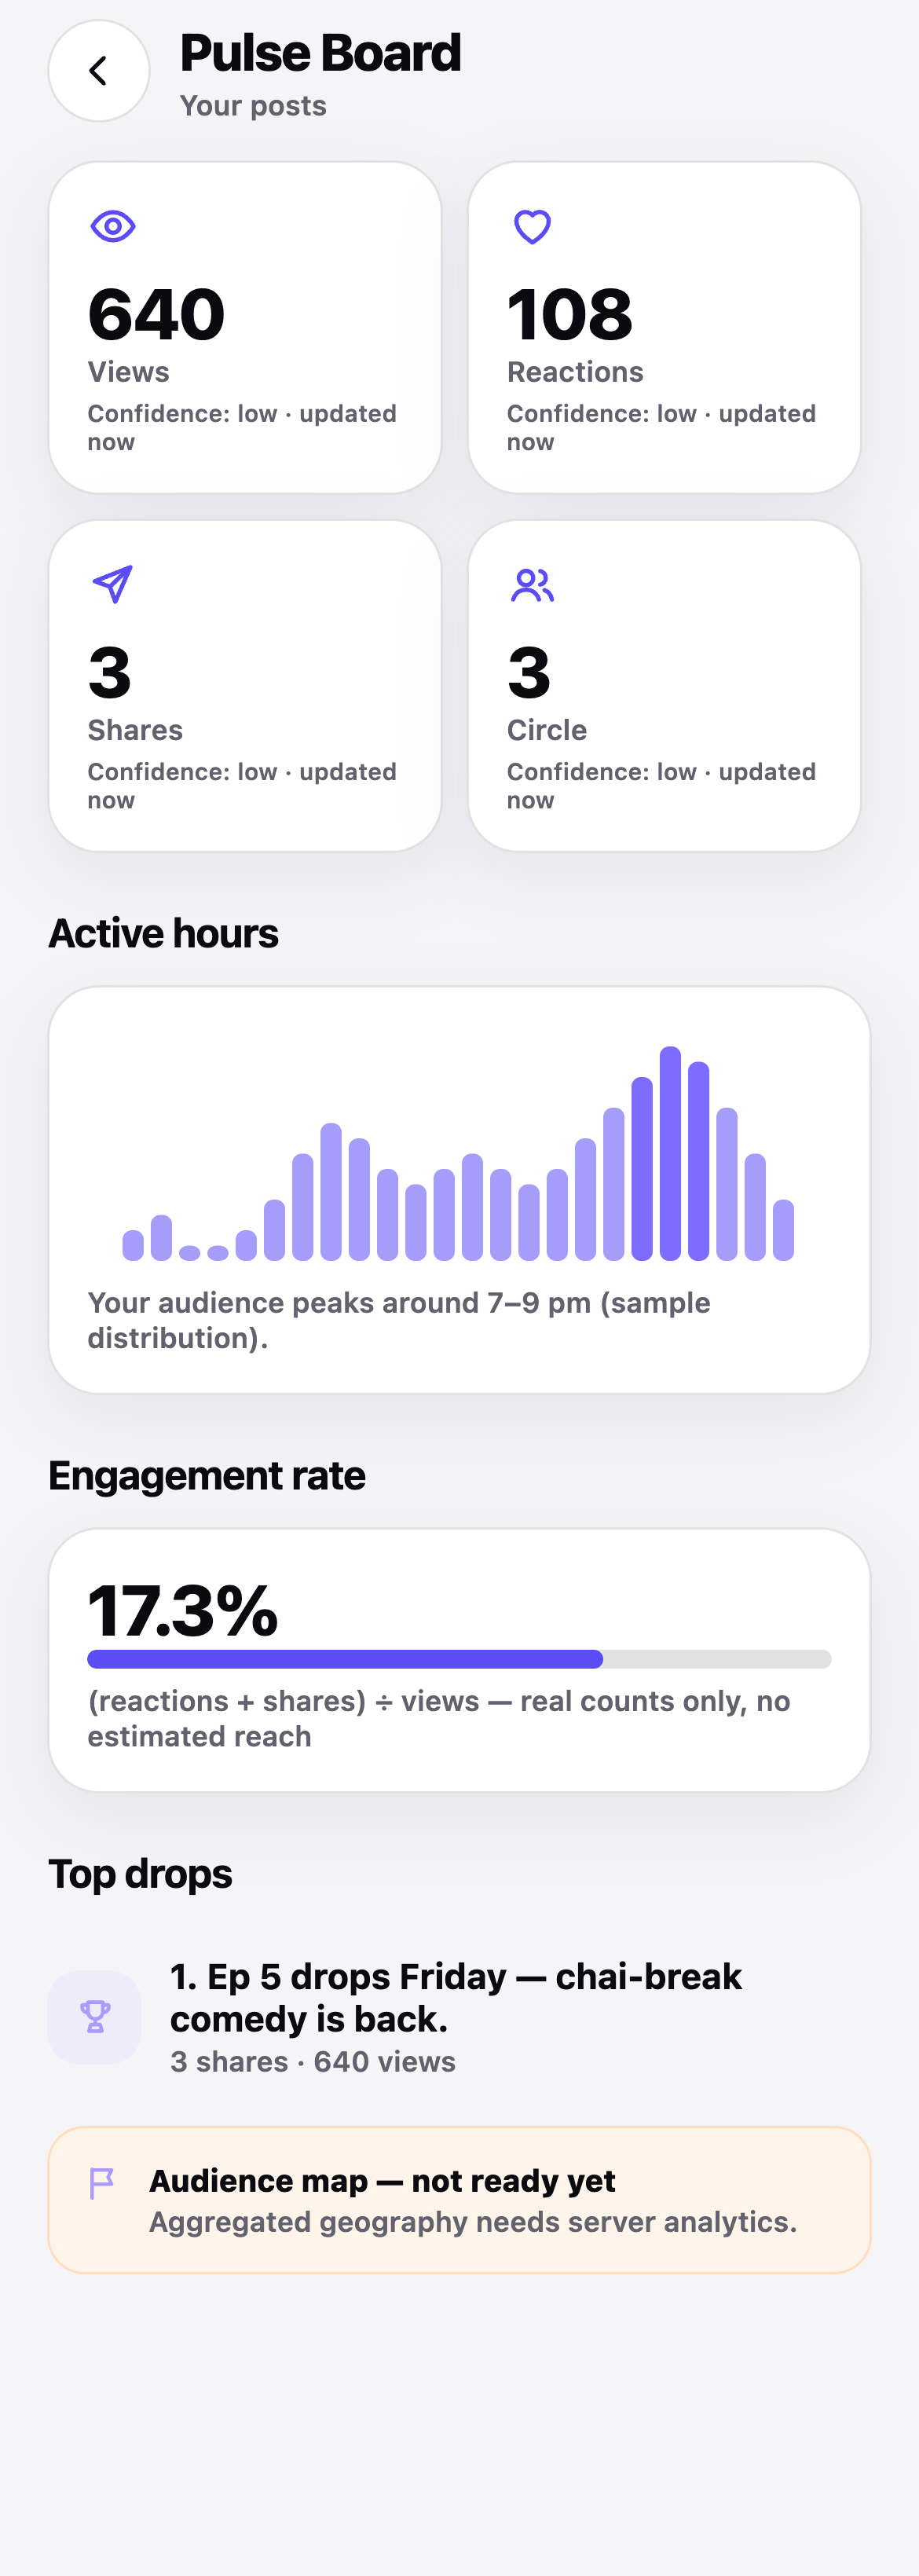 Pulse Board
Your posts
640
Views
Confidence: low · updated
now
108
Reactions
Confidence: low · updated
now
3
Shares
Confidence: low · updated
now
3
Circle
Confidence: low · updated
now
Active hours
Your audience peaks around 7–9 pm (sample
distribution).
Engagement rate
17.3%
(reactions + shares) ÷ views — real counts only, no
estimated reach
Top drops
1. Ep 5 drops Friday — chai-break
comedy is back.
3 shares · 640 views
Audience map — not ready yet
Aggregated geography needs server analytics.